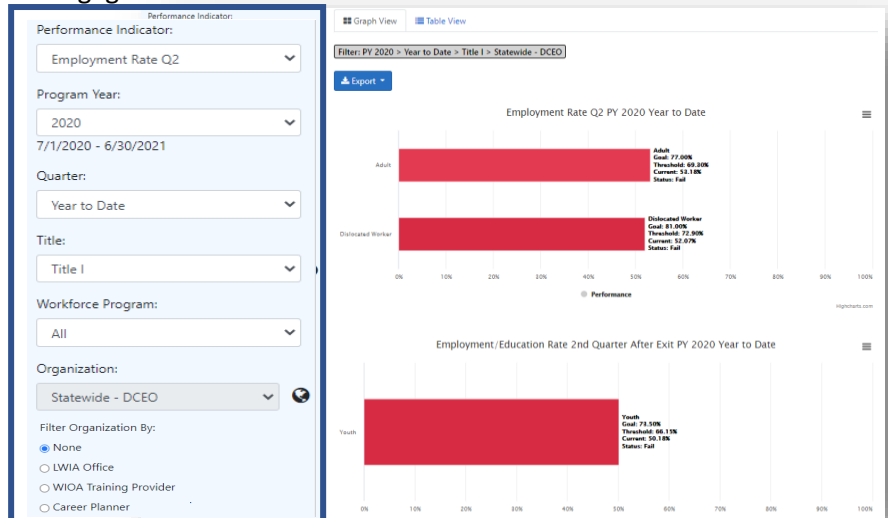 Performance Indicator:
Performance Indicator:
Employment Rate Q2
Program Year:
2020
7/1/2020 - 6/30/2021
Quarter:
Year to Date
Title:
Title I
Workforce Program:
All
Organization:
Statewide - DCEO
Filter Organization By:
None
LWIA Office
WIOA Training Provider
Career Planner
Graph View
Table View
Filter: PY 2020 > Year to Date > Title I > Statewide - DCEO
Export
Employment Rate Q2 PY 2020 Year to Date
Adult
Adult
Goal: 77.00%
Threshold: 69.30%
Current: 53.18%
Status: Fail
Dislocated Worker
Dislocated Worker
Goal: 81.00%
Threshold: 72.90%
Current: 52.07%
Status: Fail
0% 10% 20% 30% 40% 50% 60% 70% 80% 90% 100%
Performance
Highcharts.com
Employment/Education Rate 2nd Quarter After Exit PY 2020 Year to Date
Youth
Youth
Goal: 73.50%
Threshold: 66.15%
Current: 50.18%
Status: Fail
0% 10% 20% 30% 40% 50% 60% 70% 80% 90% 100%